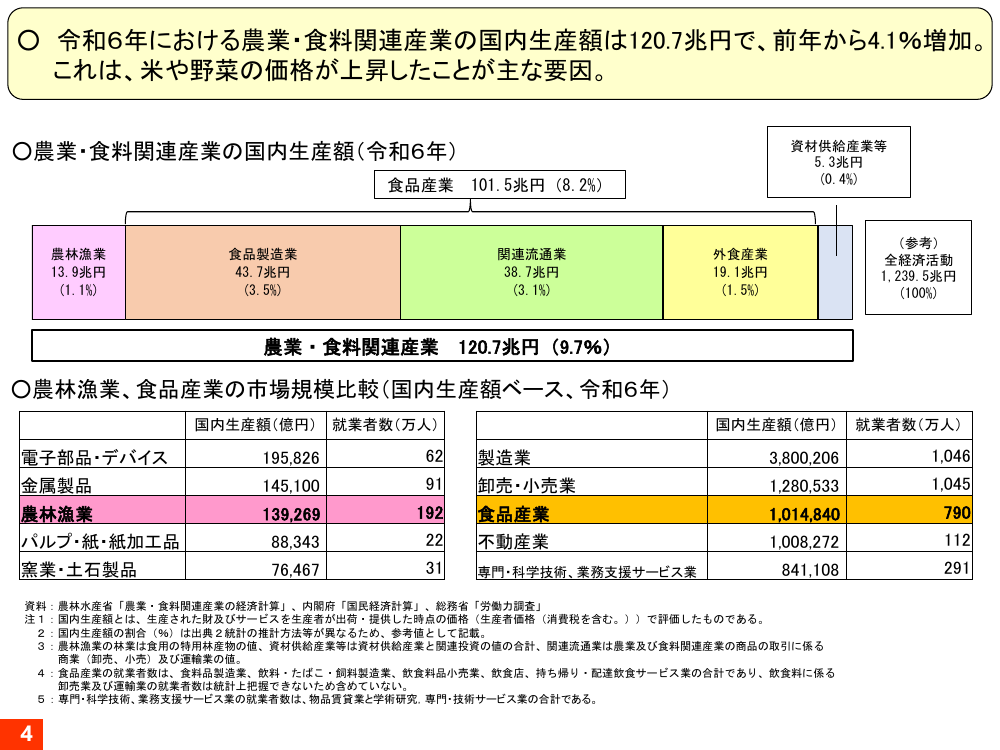 ○　令和６年における農業・食料関連産業の国内生産額は120.7兆円で、前年から4.1％増加。
これは、米や野菜の価格が上昇したことが主な要因。
○農業・食料関連産業の国内生産額（令和６年）
資材供給産業等
5.3兆円
（0.4%）
食品産業　101.5兆円（8.2%）
農林漁業
13.9兆円
（1.1%）
食品製造業
43.7兆円
（3.5%）
関連流通業
38.7兆円
（3.1%）
外食産業
19.1兆円
（1.5%）
（参考）
全経済活動
1,239.5兆円
（100%）
農業・食料関連産業　120.7兆円（9.7％）
○農林漁業、食品産業の市場規模比較（国内生産額ベース、令和６年）
国内生産額（億円） 就業者数（万人）
電子部品・デバイス 195,826 62
金属製品 145,100 91
農林漁業 139,269 192
パルプ・紙・紙加工品 88,343 22
窯業・土石製品 76,467 31
国内生産額（億円） 就業者数（万人）
製造業 3,800,206 1,046
卸売・小売業 1,280,533 1,045
食品産業 1,014,840 790
不動産業 1,008,272 112
専門・科学技術、業務支援サービス業 841,108 291
資料：農林水産省「農業・食料関連産業の経済計算」、内閣府「国民経済計算」、総務省「労働力調査」
注１：国内生産額とは、生産された財及びサービスを生産者が出荷・提供した時点の価格（生産者価格（消費税を含む。））で評価したものである。
２：国内生産額の割合（％）は出典２統計の推計方法等が異なるため、参考値として記載。
３：農林漁業の林業は食用の特用林産物の値、資材供給産業等は資材供給産業と関連投資の値の合計、関連流通業は農業及び食料関連産業の商品の取引に係る
商業（卸売、小売）及び運輸業の値。
４：食品産業の就業者数は、食料品製造業、飲料・たばこ・飼料製造業、飲食料品小売業、飲食店、持ち帰り・配達飲食サービス業の合計であり、飲食料に係る
卸売業及び運輸業の就業者数は統計上把握できないため含めていない。
５：専門・科学技術、業務支援サービス業の就業者数は、物品賃貸業と学術研究，専門・技術サービス業の合計である。
4